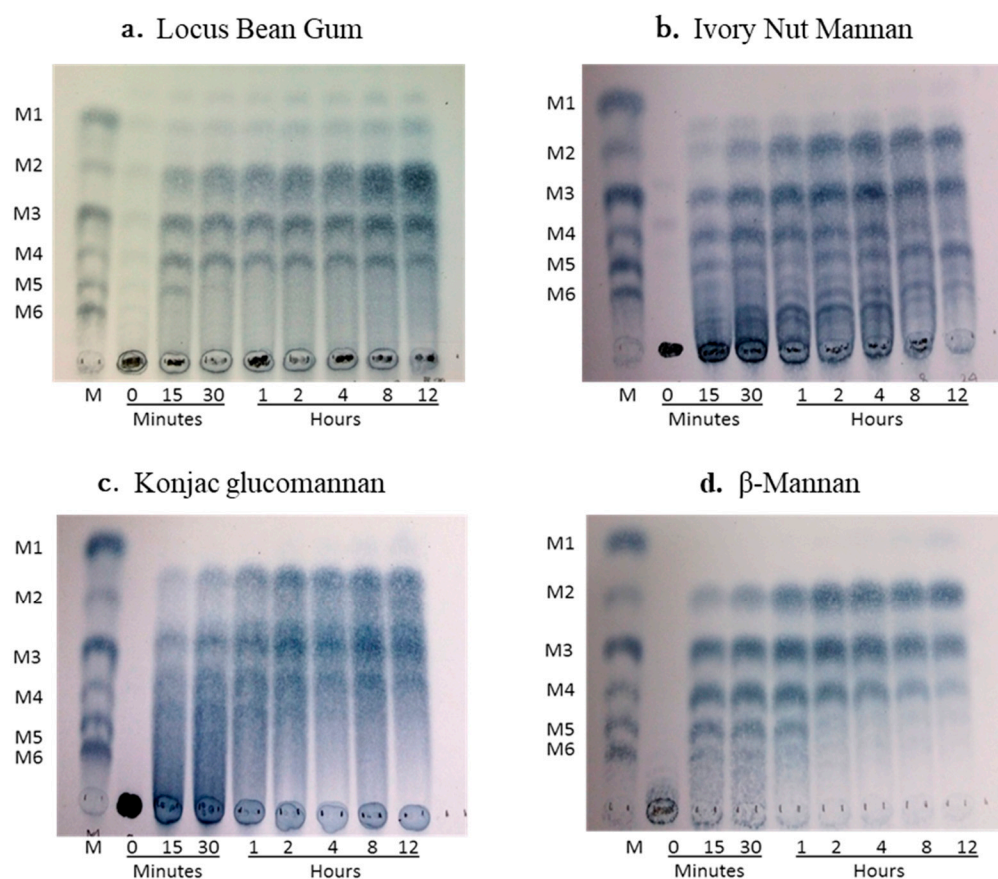 a. Locus Bean Gum
M1
M2
M3
M4
M5
M6
M 0 15 30 1 2 4 8 12
Minutes Hours
b. Ivory Nut Mannan
M1
M2
M3
M4
M5
M6
M 0 15 30 1 2 4 8 12
Minutes Hours
c. Konjac glucomannan
M1
M2
M3
M4
M5
M6
M 0 15 30 1 2 4 8 12
Minutes Hours
d. β-Mannan
M1
M2
M3
M4
M5
M6
M 0 15 30 1 2 4 8 12
Minutes Hours